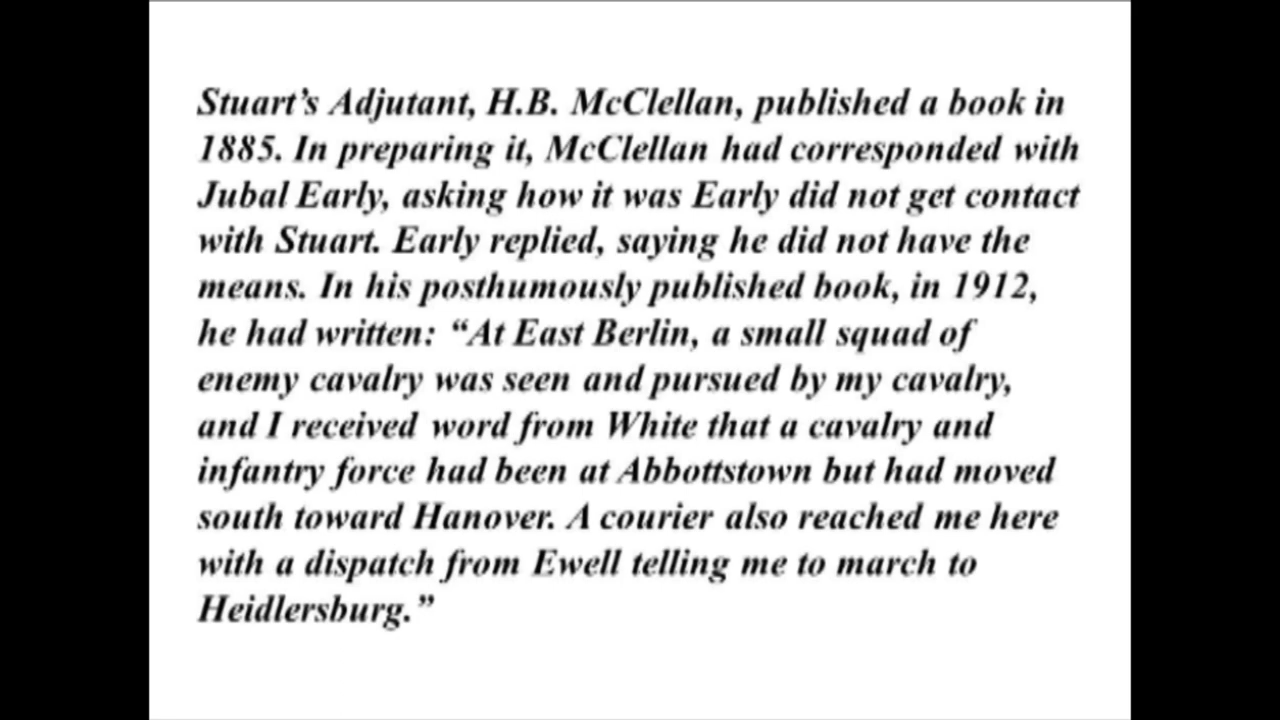 Stuart’s Adjutant, H.B. McClellan, published a book in
1885. In preparing it, McClellan had corresponded with
Jubal Early, asking how it was Early did not get contact
with Stuart. Early replied, saying he did not have the
means. In his posthumously published book, in 1912,
he had written: “At East Berlin, a small squad of
enemy cavalry was seen and pursued by my cavalry,
and I received word from White that a cavalry and
infantry force had been at Abbottstown but had moved
south toward Hanover. A courier also reached me here
with a dispatch from Ewell telling me to march to
Heidlersburg.”